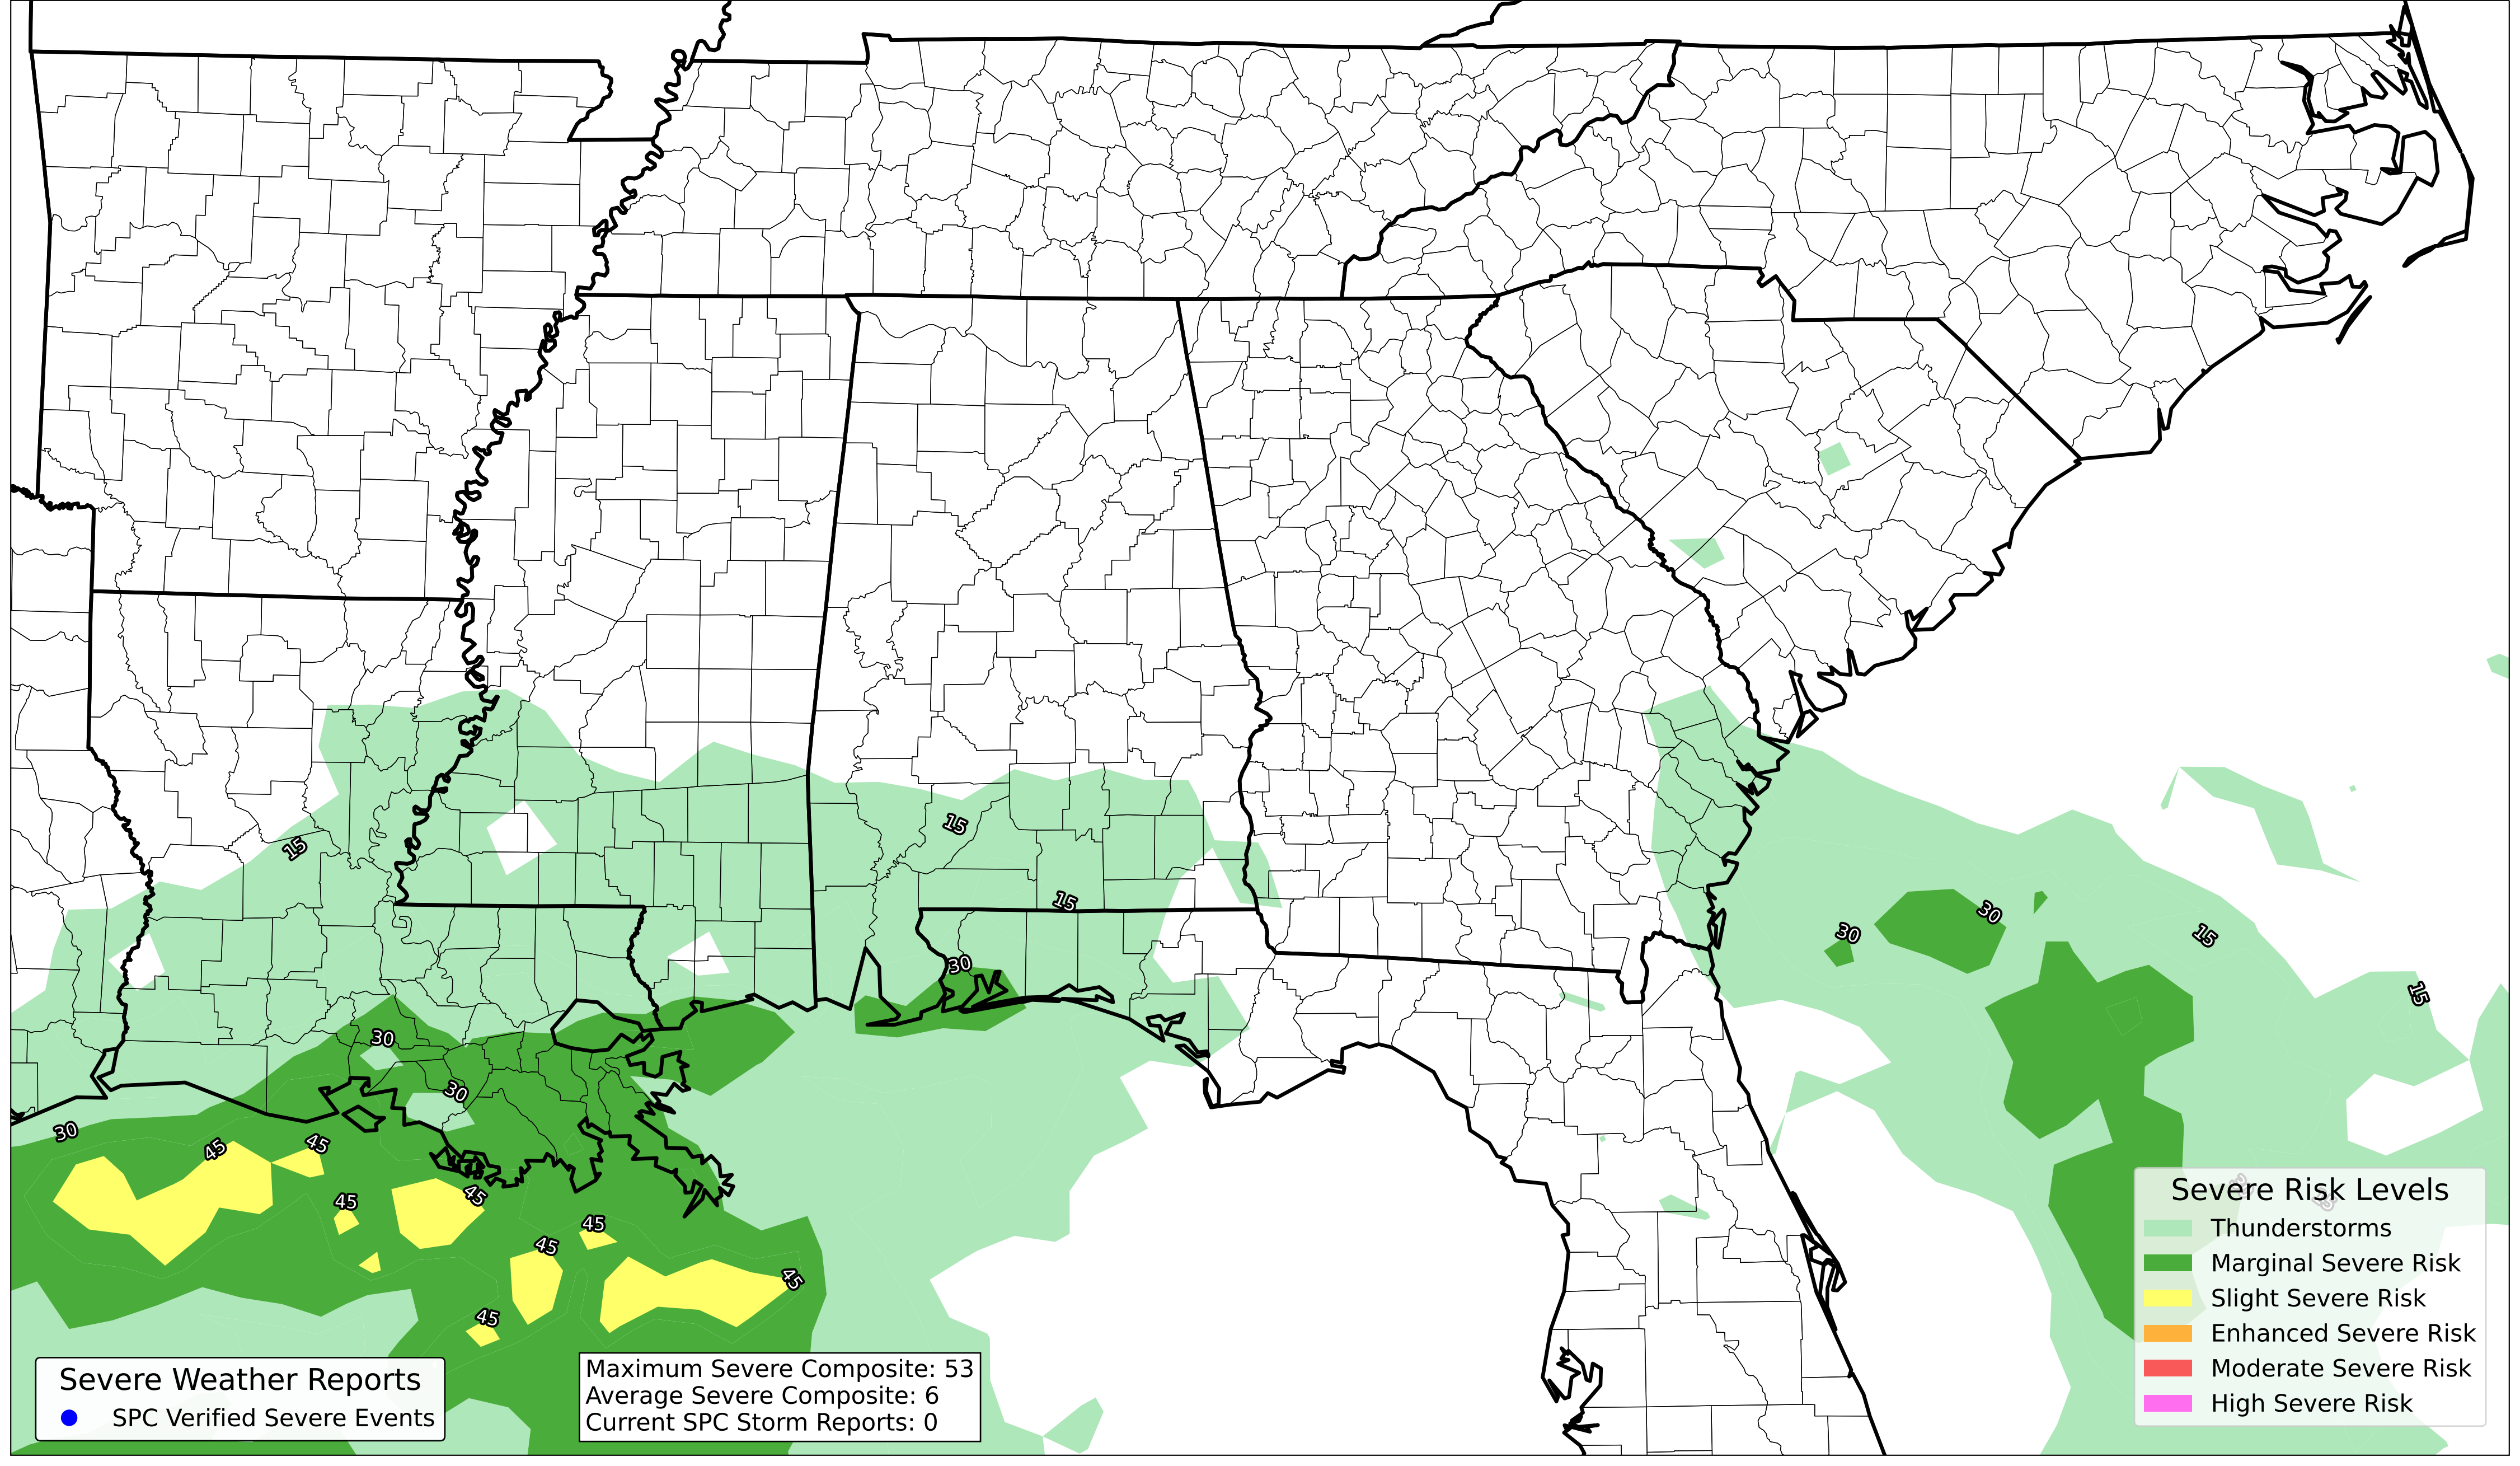 15
15
15
30
30
15
30
15
30
30
30
45
45
45
45
45
45
45
45
Severe Risk Levels
Thunderstorms
Marginal Severe Risk
Slight Severe Risk
Enhanced Severe Risk
Moderate Severe Risk
High Severe Risk
Severe Weather Reports
SPC Verified Severe Events
Maximum Severe Composite: 53
Average Severe Composite: 6
Current SPC Storm Reports: 0